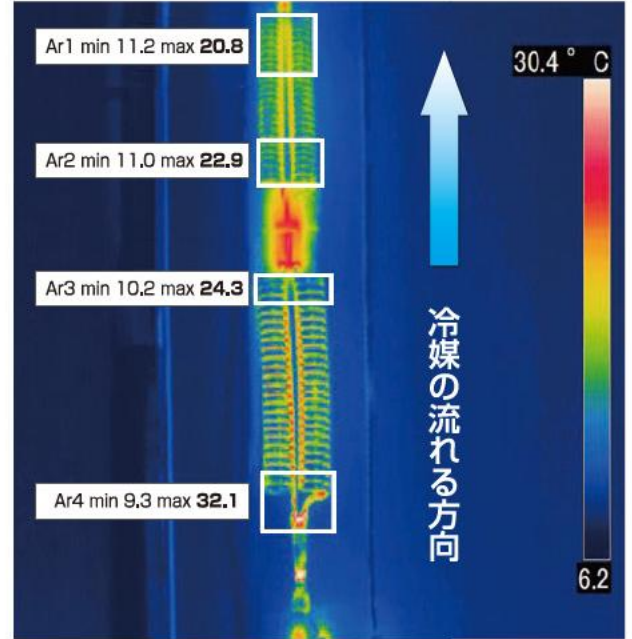 Ar1 min 11.2 max 20.8
30.4° C
Ar2 min 11.0 max 22.9
Ar3 min 10.2 max 24.3
冷媒の流れる方向
Ar4 min 9.3 max 32.1
6.2